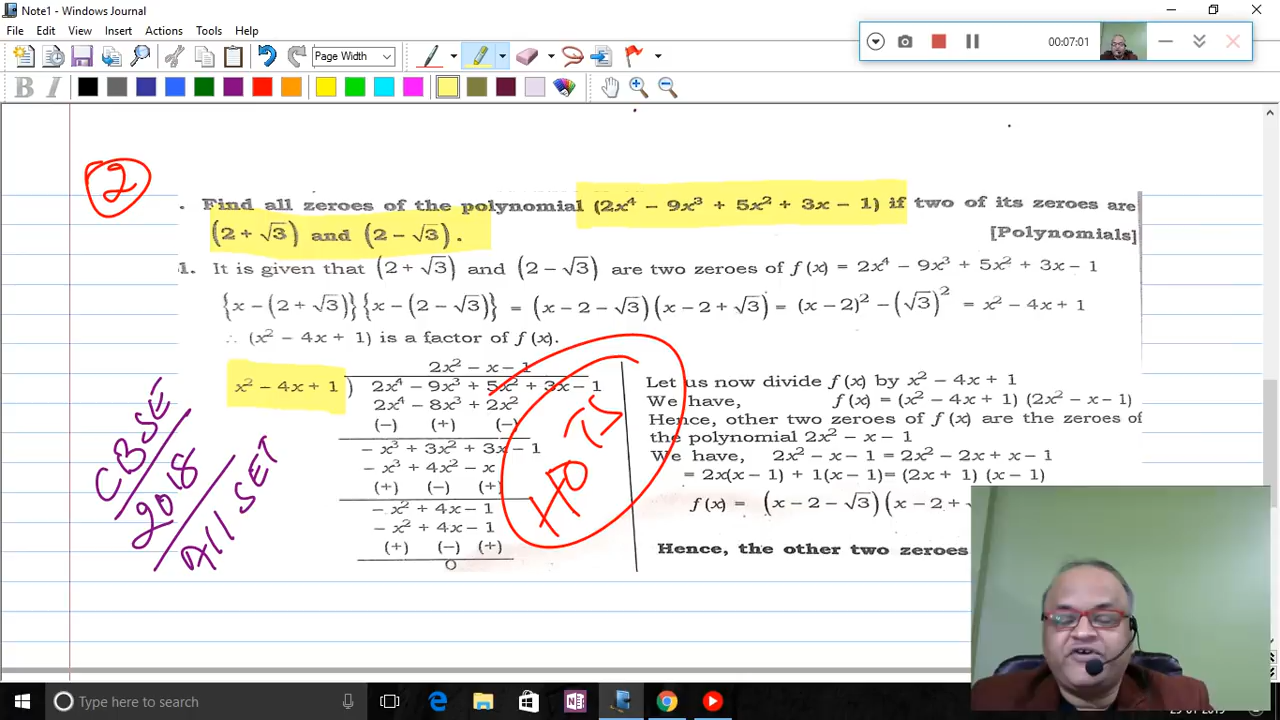 Note1 - Windows Journal
File Edit View Insert Actions Tools Help
Page Width
00:07:01
B I
2
. Find all zeroes of the polynomial (2x⁴ − 9x³ + 5x² + 3x − 1) if two of its zeroes are
(2 + √3) and (2 − √3) . [Polynomials]
1. It is given that (2 + √3) and (2 − √3) are two zeroes of f (x) = 2x⁴ − 9x³ + 5x² + 3x − 1
{x − (2 + √3)}{x − (2 − √3)} = (x − 2 − √3)(x − 2 + √3) = (x − 2)² − (√3)² = x² − 4x + 1
∴ (x² − 4x + 1) is a factor of f (x).
2x² − x − 1
x² − 4x + 1 ) 2x⁴ − 9x³ + 5x² + 3x − 1
2x⁴ − 8x³ + 2x²
(−) (+) (−)
− x³ + 3x² + 3x − 1
− x³ + 4x² − x
(+) (−) (+)
− x² + 4x − 1
− x² + 4x − 1
(+) (−) (+)
0
Let us now divide f (x) by x² − 4x + 1
We have, f (x) = (x² − 4x + 1) (2x² − x − 1)
Hence, other two zeroes of f (x) are the zeroes of
the polynomial 2x² − x − 1
We have, 2x² − x − 1 = 2x² − 2x + x − 1
= 2x(x − 1) + 1(x − 1) = (2x + 1) (x − 1)
f (x) = (x − 2 − √3)(x − 2 +
Hence, the other two zeroes
CBSE
2018
All SET
HOTS
Type here to search